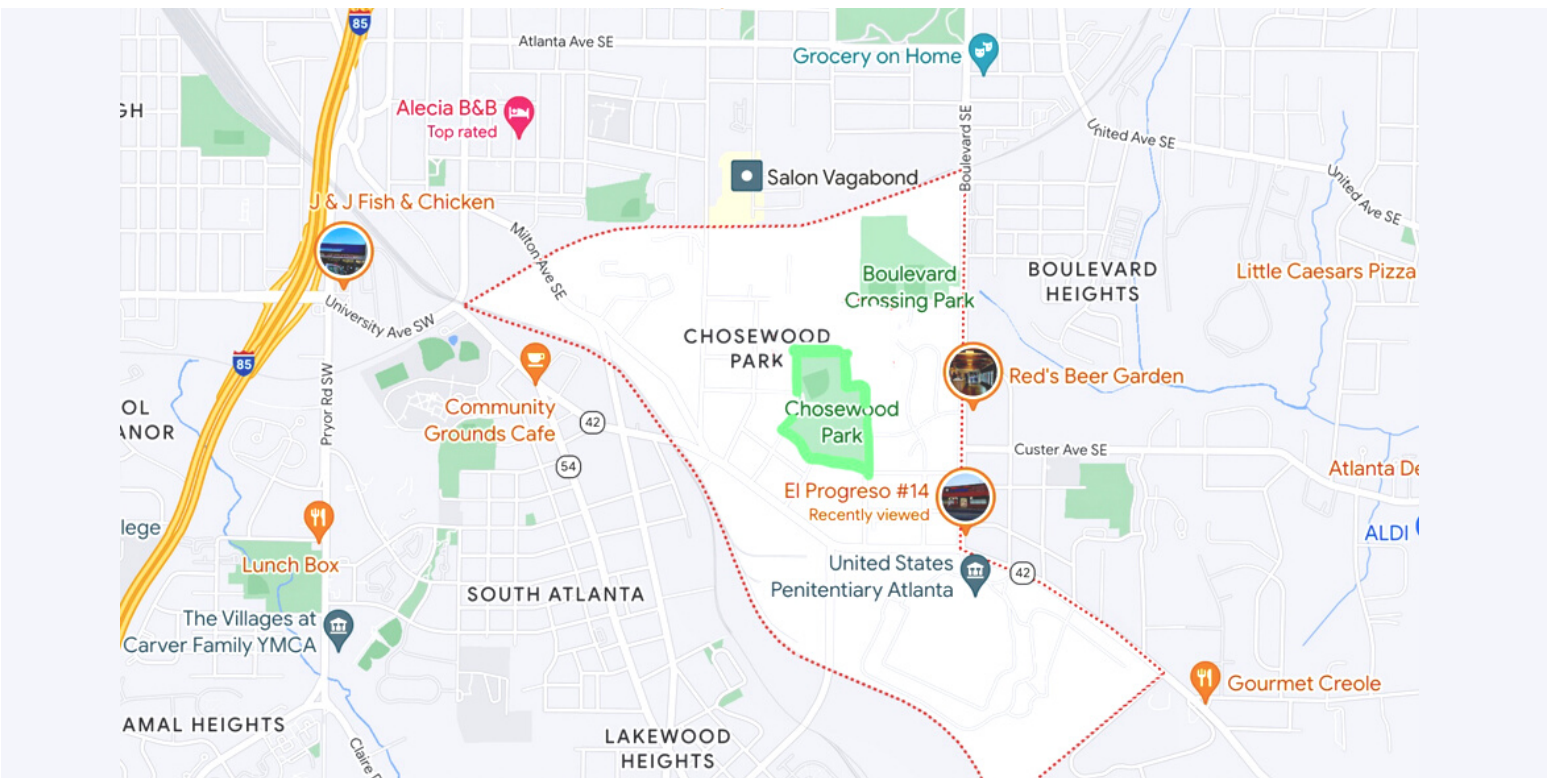 85
Atlanta Ave SE
Grocery on Home
GH
Alecia B&B
Top rated
Boulevard SE
United Ave SE
United Ave SE
Salon Vagabond
J & J Fish & Chicken
Milton Ave SE
Boulevard
Crossing Park
BOULEVARD
HEIGHTS
Little Caesars Pizza
University Ave SW
CHOSEWOOD
PARK
85
Pryor Rd SW
Red's Beer Garden
OL
ANOR
Community
Grounds Cafe
42
Chosewood
Park
Custer Ave SE
54
Atlanta De
El Progreso #14
Recently viewed
llege
ALDI
Lunch Box
United States
Penitentiary Atlanta
42
SOUTH ATLANTA
The Villages at
Carver Family YMCA
Gourmet Creole
AMAL HEIGHTS
LAKEWOOD
HEIGHTS